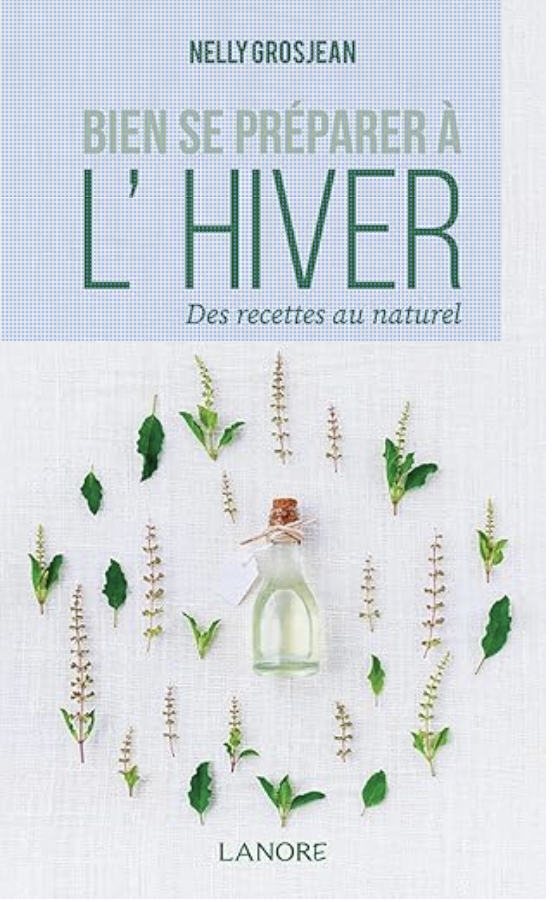 NELLY GROSJEAN
BIEN SE PRÉPARER À
L' HIVER
Des recettes au naturel
LANORE